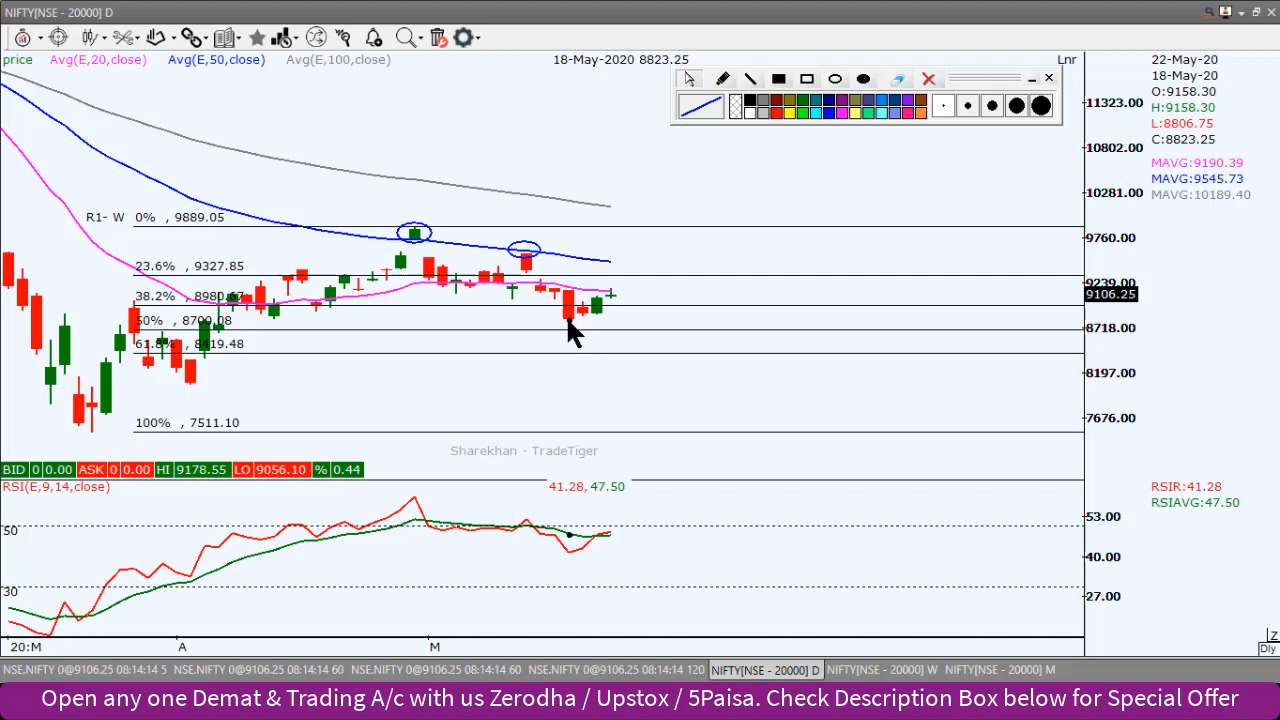 NIFTY[NSE - 20000] D
price Avg(E,20,close) Avg(E,50,close) Avg(E,100,close) 18-May-2020 8823.25 Lnr
22-May-20
18-May-20
O:9158.30
H:9158.30
L:8806.75
C:8823.25
MAVG:9190.39
MAVG:9545.73
MAVG:10189.40
11323.00
10802.00
10281.00
9760.00
9239.00
9106.25
8718.00
8197.00
7676.00
R1- W 0% , 9889.05
23.6% , 9327.85
38.2% , 8980.67
50% , 8700.08
61.8% , 8419.48
100% , 7511.10
Sharekhan - TradeTiger
BID 0 0.00 ASK 0 0.00 HI 9178.55 LO 9056.10 % 0.44
RSI(E,9,14,close) 41.28, 47.50
RSIR:41.28
RSIAVG:47.50
50
30
53.00
40.00
27.00
20:M A M
Z
Dly
NSE.NIFTY 0@9106.25 08:14:14 5 NSE.NIFTY 0@9106.25 08:14:14 60 NSE.NIFTY 0@9106.25 08:14:14 60 NSE.NIFTY 0@9106.25 08:14:14 120 NIFTY[NSE - 20000] D NIFTY[NSE - 20000] W NIFTY[NSE - 20000] M
Open any one Demat & Trading A/c with us Zerodha / Upstox / 5Paisa. Check Description Box below for Special Offer